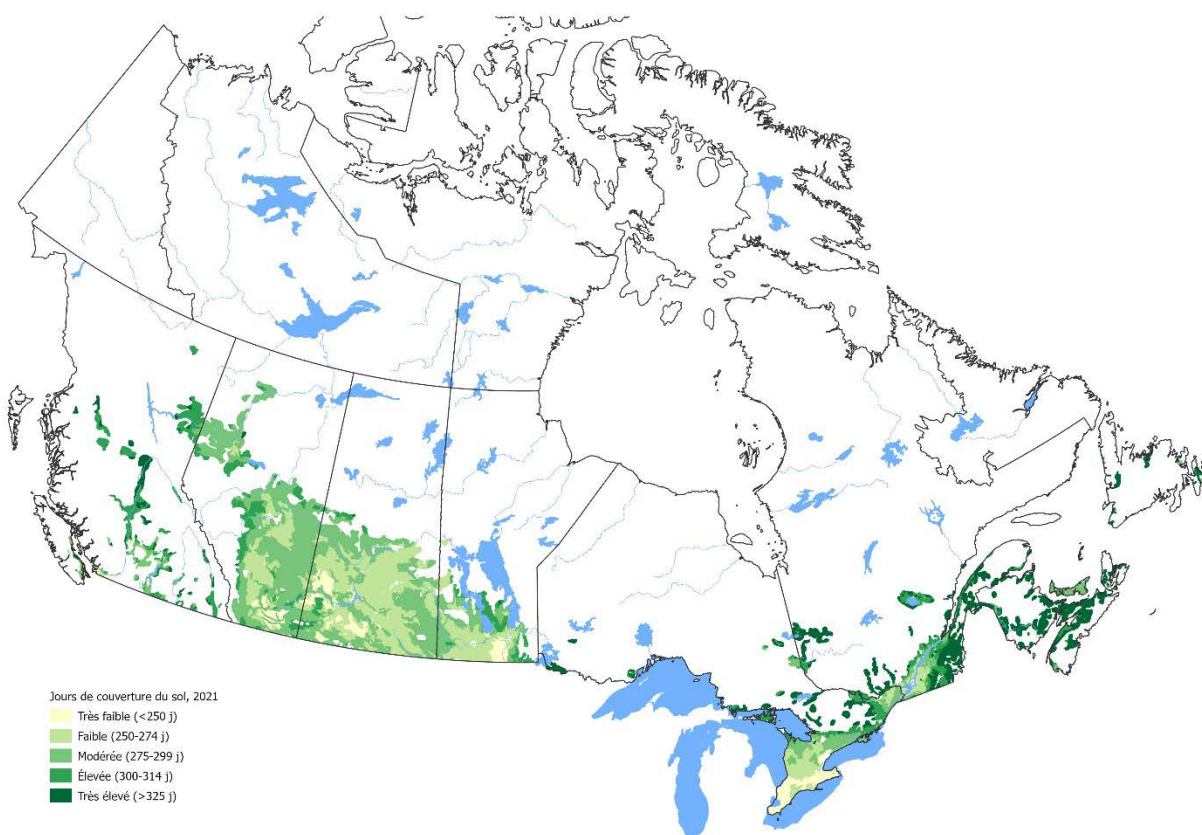 Jours de couverture du sol, 2021
Très faible (<250 j)
Faible (250-274 j)
Modérée (275-299 j)
Élevée (300-314 j)
Très élevé (>325 j)